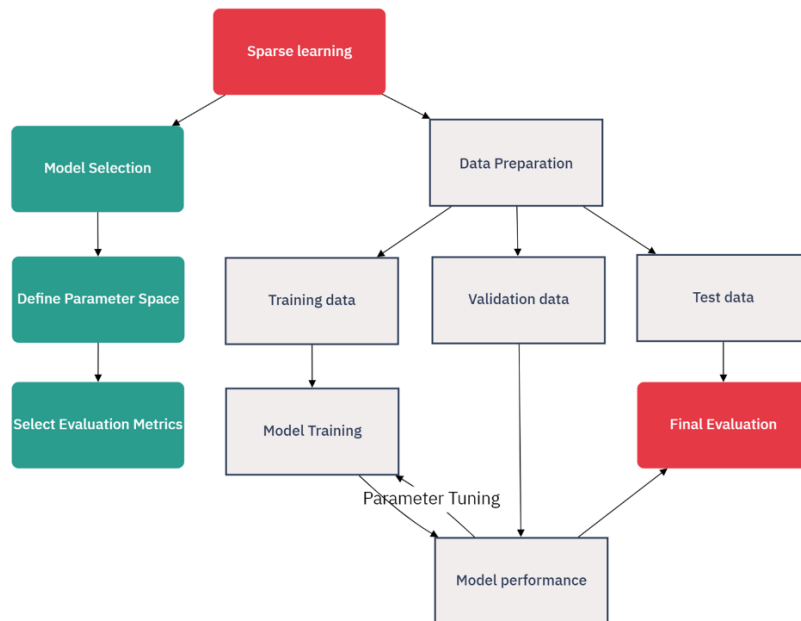 Sparse learning
Model Selection
Data Preparation
Define Parameter Space
Training data
Validation data
Test data
Select Evaluation Metrics
Model Training
Final Evaluation
Parameter Tuning
Model performance